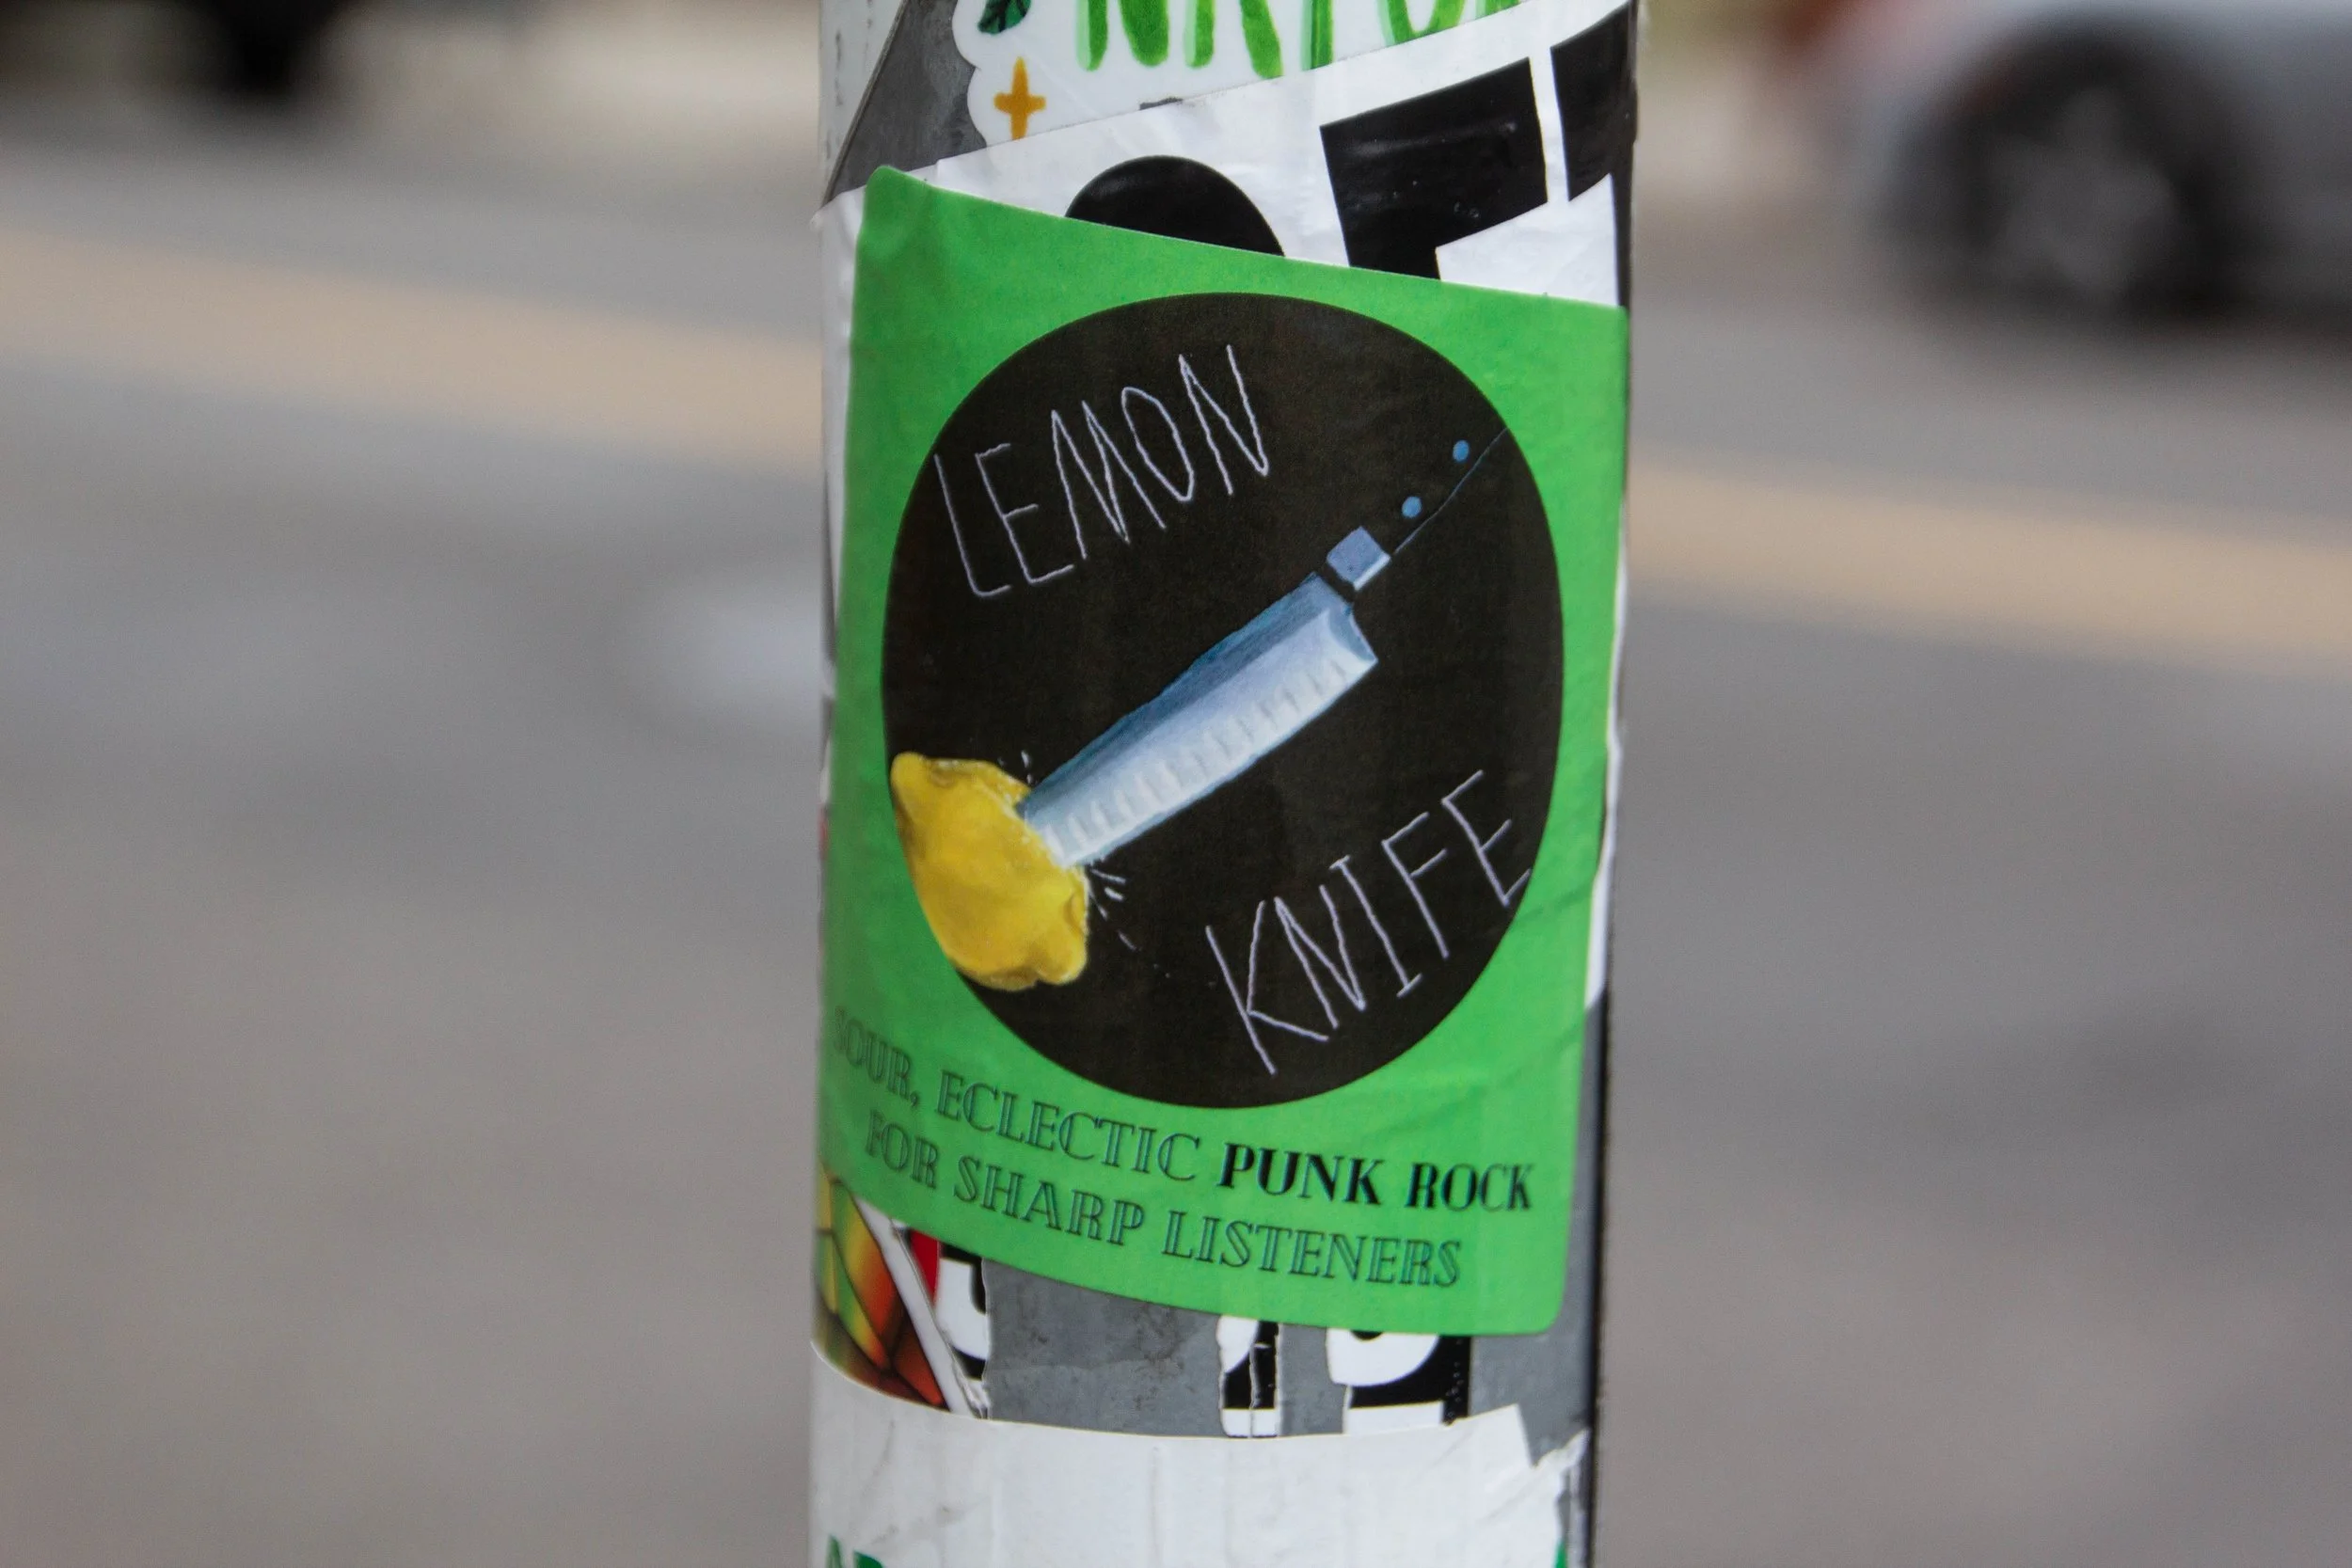 LEMON
KNIFE
SOUR, ECLECTIC PUNK ROCK
FOR SHARP LISTENERS